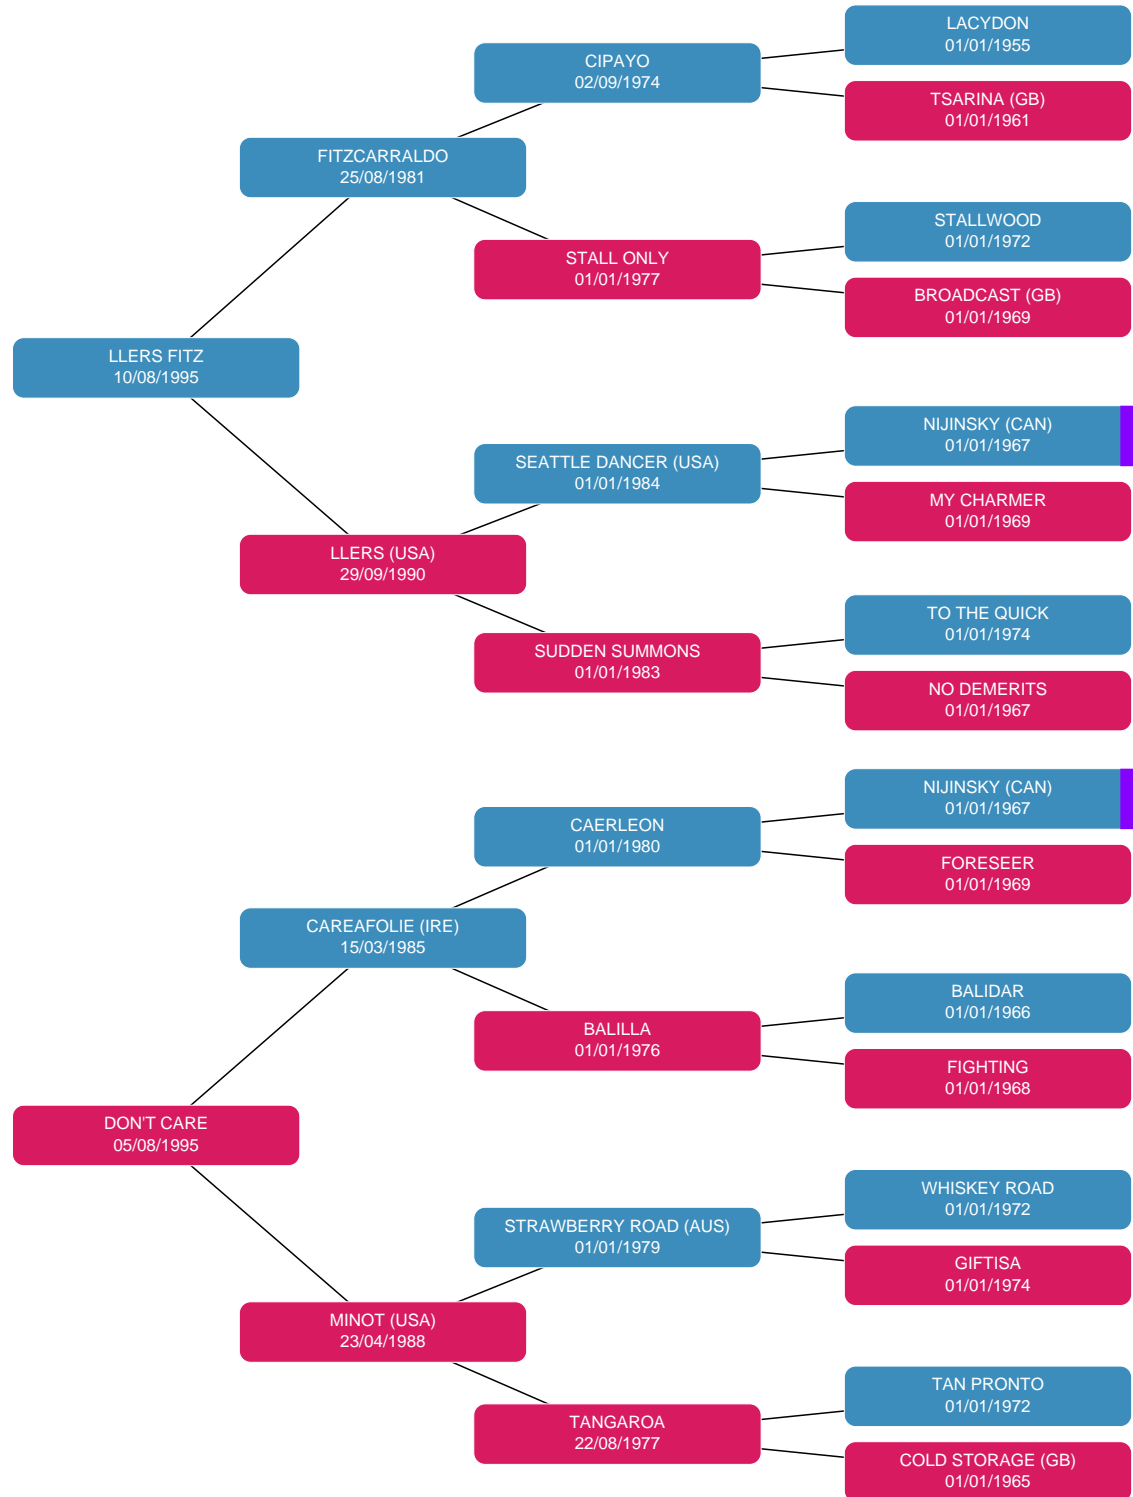 LACYDON
01/01/1955
CIPAYO
02/09/1974
TSARINA (GB)
01/01/1961
FITZCARRALDO
25/08/1981
STALLWOOD
01/01/1972
STALL ONLY
01/01/1977
BROADCAST (GB)
01/01/1969
LLERS FITZ
10/08/1995
NIJINSKY (CAN)
01/01/1967
SEATTLE DANCER (USA)
01/01/1984
MY CHARMER
01/01/1969
LLERS (USA)
29/09/1990
TO THE QUICK
01/01/1974
SUDDEN SUMMONS
01/01/1983
NO DEMERITS
01/01/1967
NIJINSKY (CAN)
01/01/1967
CAERLEON
01/01/1980
FORESEER
01/01/1969
CAREAFOLIE (IRE)
15/03/1985
BALIDAR
01/01/1966
BALILLA
01/01/1976
FIGHTING
01/01/1968
DON'T CARE
05/08/1995
WHISKEY ROAD
01/01/1972
STRAWBERRY ROAD (AUS)
01/01/1979
GIFTISA
01/01/1974
MINOT (USA)
23/04/1988
TAN PRONTO
01/01/1972
TANGAROA
22/08/1977
COLD STORAGE (GB)
01/01/1965